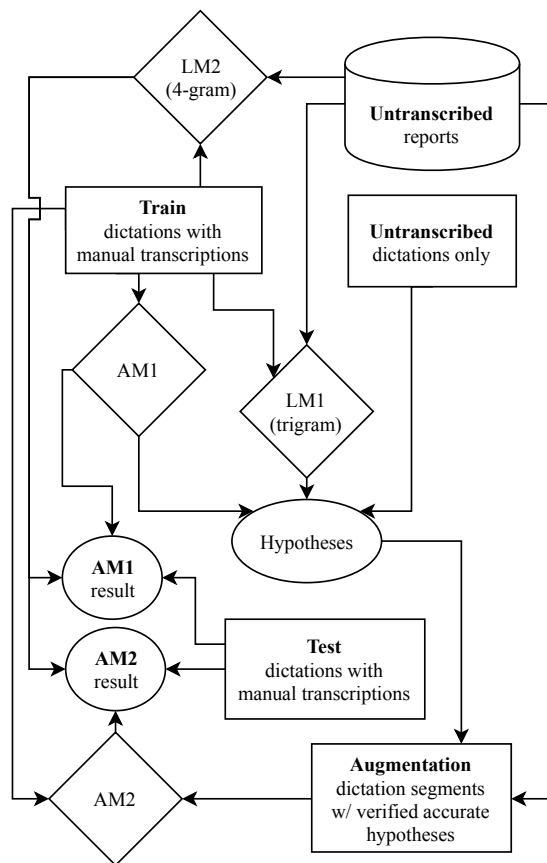 LM2
(4-gram)
Untranscribed
reports
Train
dictations with
manual transcriptions
Untranscribed
dictations only
AM1
LM1
(trigram)
Hypotheses
AM1
result
AM2
result
Test
dictations with
manual transcriptions
AM2
Augmentation
dictation segments
w/ verified accurate
hypotheses